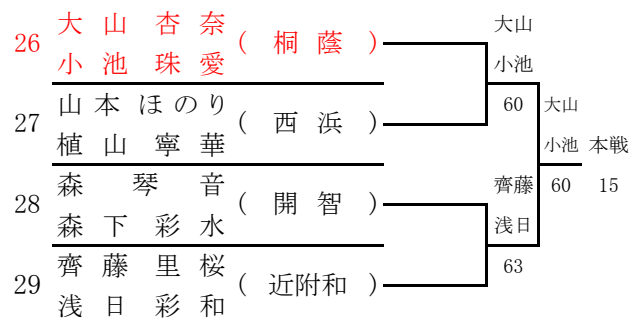 26 大山 杏奈 ( 桐蔭 )
小池 珠愛
27 山本 ほのり ( 西浜 )
植山 寧華
28 森 琴音 ( 開智 )
森下 彩水
29 齊藤 里桜 ( 近附和 )
浅日 彩和
大山
小池
60
齊藤
浅日
63
大山
小池
60
本戦
15